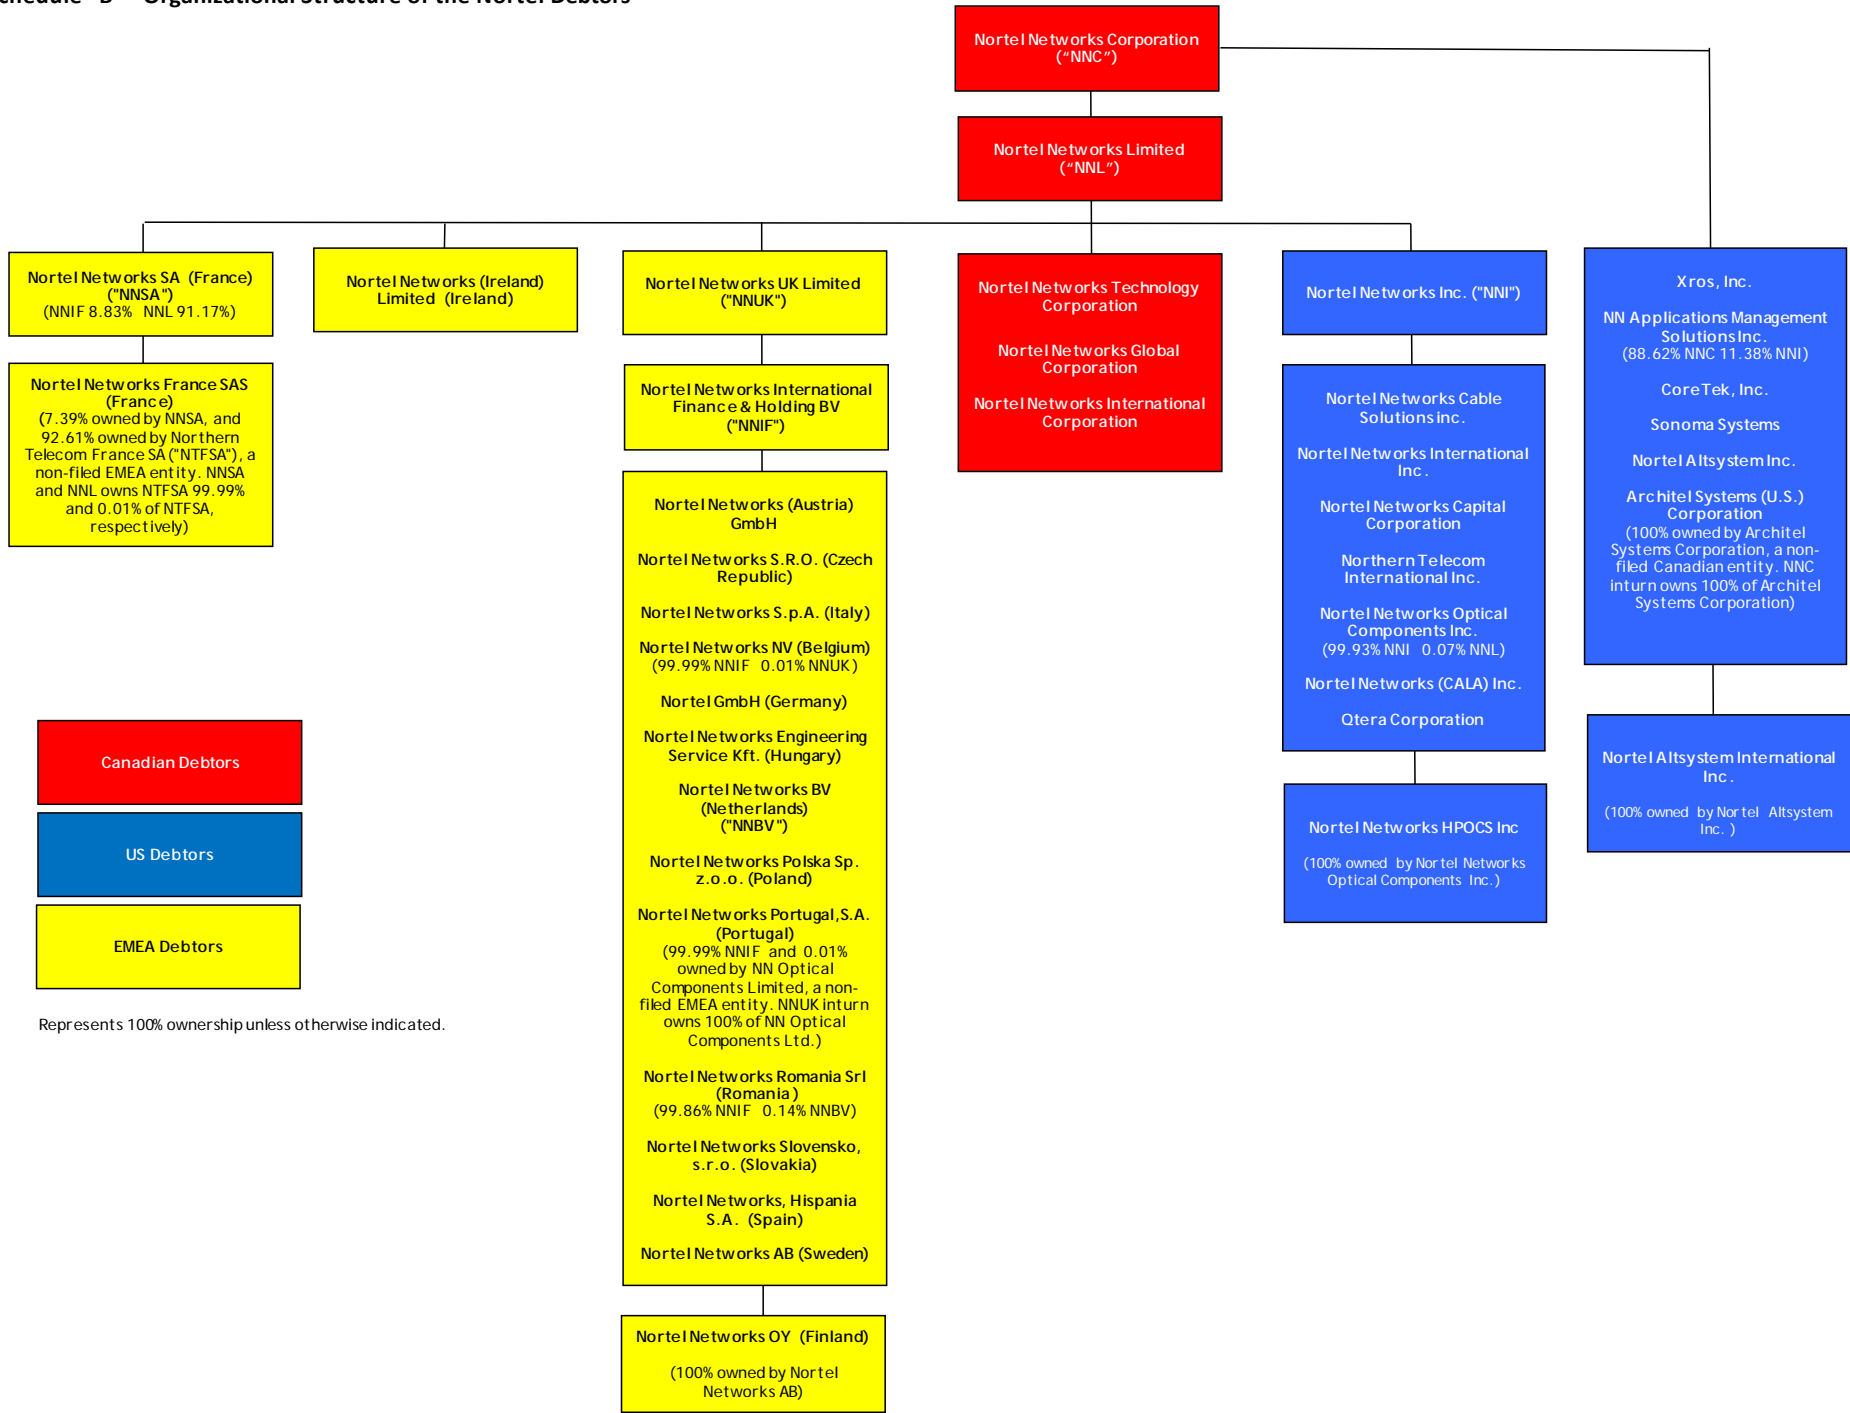 Organizational Structure of the Nortel Debtors
Nortel Networks Corporation
(“NNC”)
Nortel Networks Limited
(“NNL”)
Nortel Networks SA (France)
("NNSA")
(NNIF 8.83% NNL 91.17%)
Nortel Networks (Ireland)
Limited (Ireland)
Nortel Networks UK Limited
("NNUK")
Nortel Networks Technology
Corporation
Nortel Networks Global
Corporation
Nortel Networks International
Corporation
Nortel Networks Inc. ("NNI")
Xros, Inc.
NN Applications Management
Solutions Inc.
(88.62% NNC 11.38% NNI)
CoreTek, Inc.
Sonoma Systems
Nortel Altsystem Inc.
Architel Systems (U.S.)
Corporation
(100% owned by Architel
Systems Corporation, a non-
filed Canadian entity. NNC
inturn owns 100% of Architel
Systems Corporation)
Nortel Networks France SAS
(France)
(7.39% owned by NNSA, and
92.61% owned by Northern
Telecom France SA ("NTFSA"), a
non-filed EMEA entity. NNSA
and NNL owns NTFSA 99.99%
and 0.01% of NTFSA,
respectively)
Nortel Networks International
Finance & Holding BV
("NNIF")
Nortel Networks Cable
Solutions inc.
Nortel Networks International
Inc.
Nortel Networks Capital
Corporation
Northern Telecom
International Inc.
Nortel Networks Optical
Components Inc.
(99.93% NNI 0.07% NNL)
Nortel Networks (CALA) Inc.
Qtera Corporation
Nortel Networks (Austria)
GmbH
Nortel Networks S.R.O. (Czech
Republic)
Nortel Networks S.p.A. (Italy)
Nortel Networks NV (Belgium)
(99.99% NNIF 0.01% NNUK)
Nortel GmbH (Germany)
Nortel Networks Engineering
Service Kft. (Hungary)
Nortel Networks BV
(Netherlands)
("NNBV")
Nortel Networks Polska Sp.
z.o.o. (Poland)
Nortel Networks Portugal,S.A.
(Portugal)
(99.99% NNIF and 0.01%
owned by NN Optical
Components Limited, a non-
filed EMEA entity. NNUK inturn
owns 100% of NN Optical
Components Ltd.)
Nortel Networks Romania Srl
(Romania)
(99.86% NNIF 0.14% NNBV)
Nortel Networks Slovensko,
s.r.o. (Slovakia)
Nortel Networks, Hispania
S.A. (Spain)
Nortel Networks AB (Sweden)
Nortel Networks OY (Finland)
(100% owned by Nortel
Networks AB)
Nortel Networks HPOCS Inc
(100% owned by Nortel Networks
Optical Components Inc.)
Nortel Altsystem International
Inc.
(100% owned by Nortel Altsystem
Inc. )
Canadian Debtors
US Debtors
EMEA Debtors
Represents 100% ownership unless otherwise indicated.